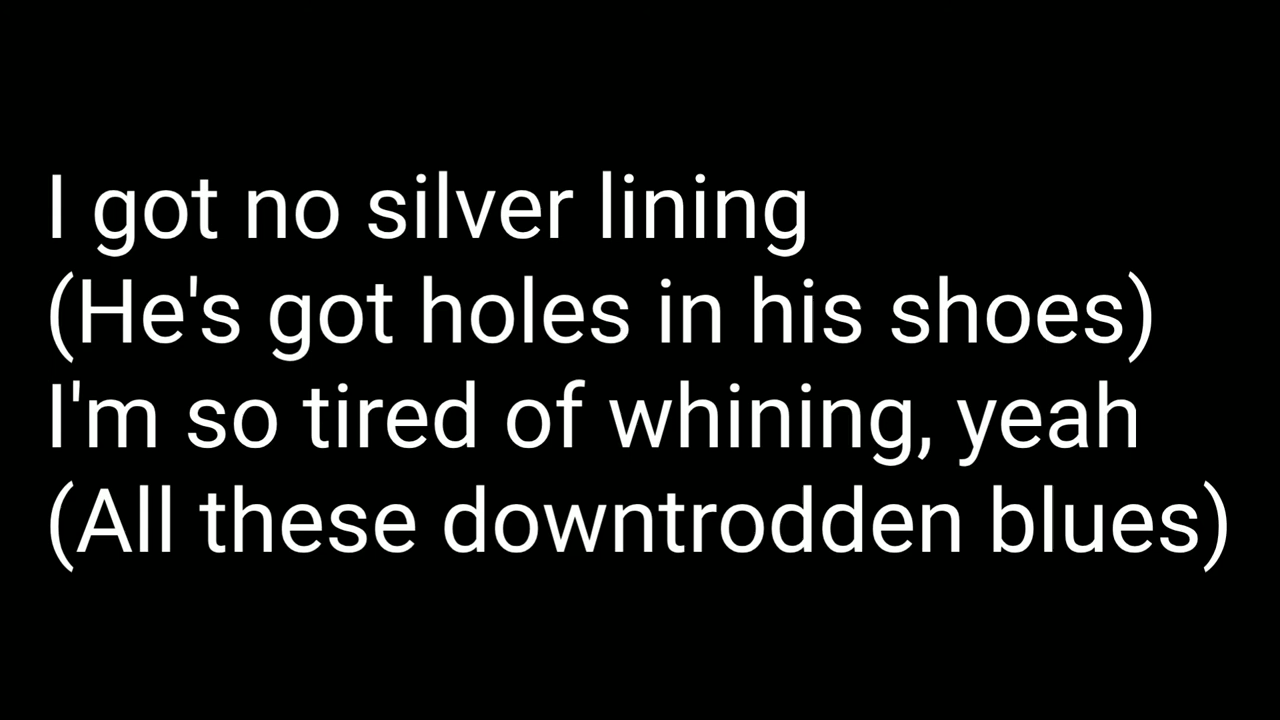 I got no silver lining
(He's got holes in his shoes)
I'm so tired of whining, yeah
(All these downtrodden blues)